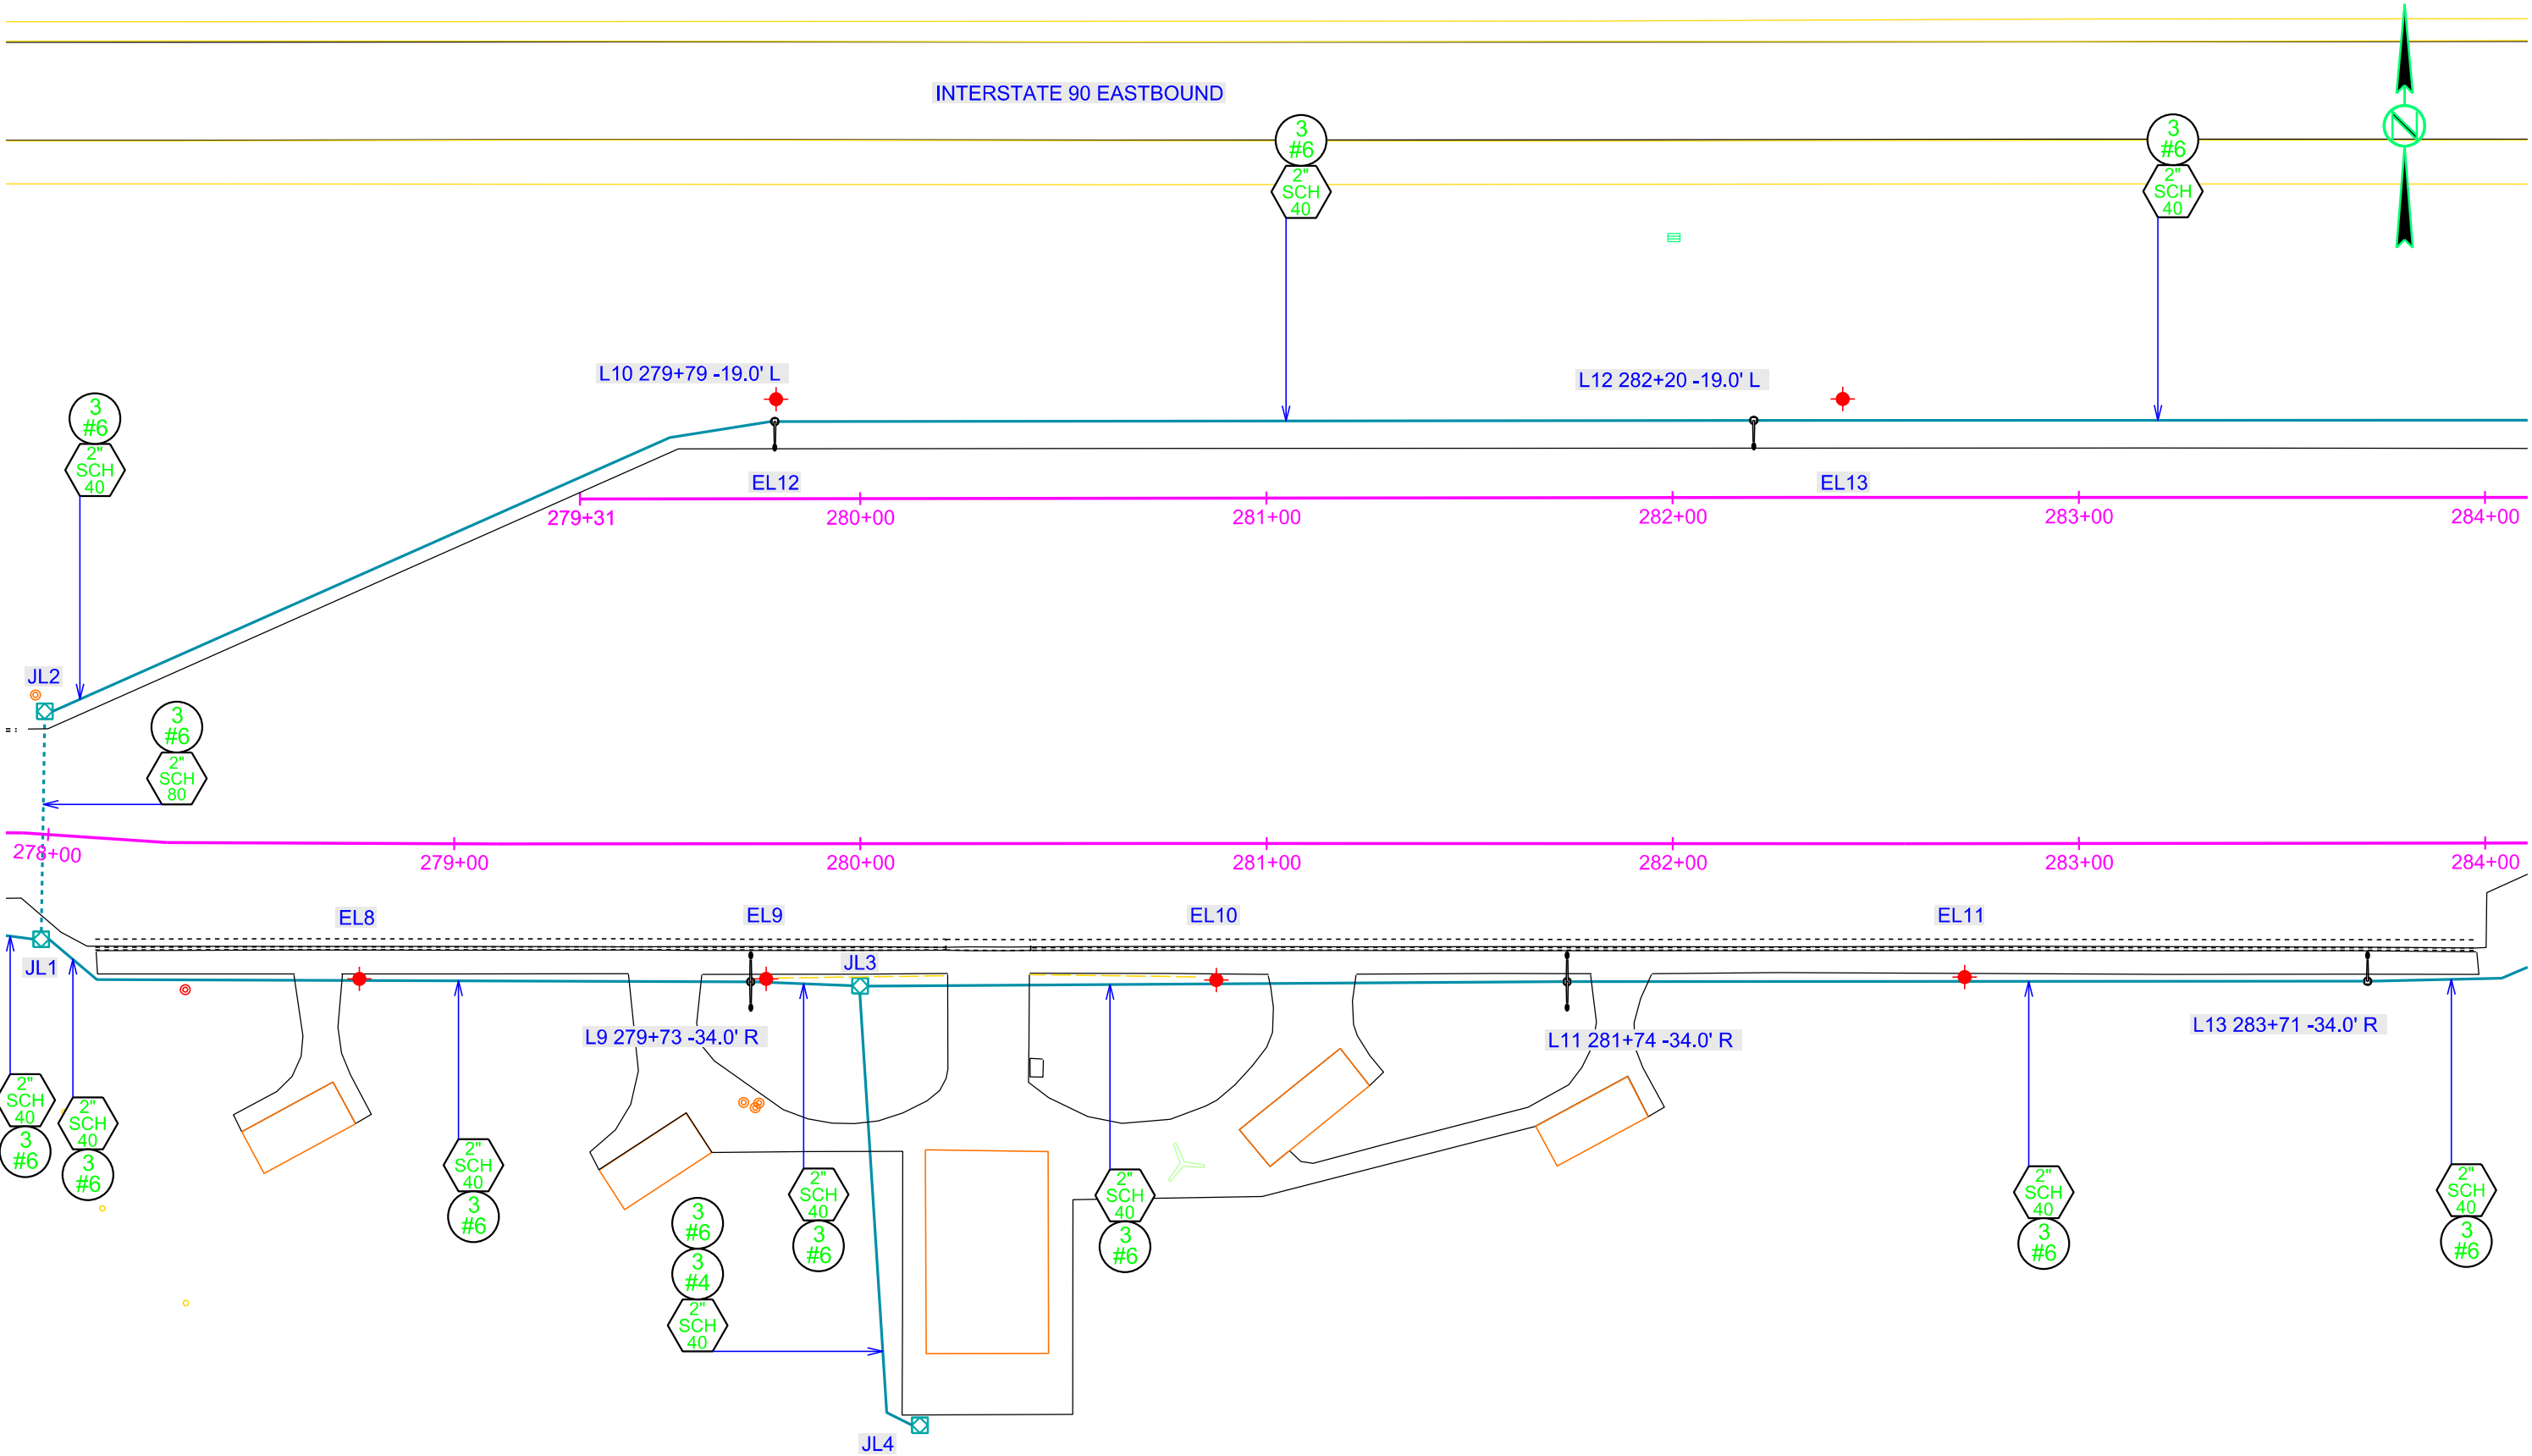 INTERSTATE 90 EASTBOUND
3
#6
2"
SCH
40
3
#6
2"
SCH
40
N
L10 279+79 -19.0' L
L12 282+20 -19.0' L
3
#6
2"
SCH
40
EL12
EL13
279+31
280+00
281+00
282+00
283+00
284+00
JL2
3
#6
2"
SCH
80
278+00
279+00
280+00
281+00
282+00
283+00
284+00
EL8
EL9
EL10
EL11
JL1
JL3
L9 279+73 -34.0' R
L11 281+74 -34.0' R
L13 283+71 -34.0' R
2"
SCH
40
3
#6
2"
SCH
40
3
#6
2"
SCH
40
3
#6
2"
SCH
40
3
#6
2"
SCH
40
3
#6
2"
SCH
40
3
#6
2"
SCH
40
3
#6
3
#6
3
#4
2"
SCH
40
JL4